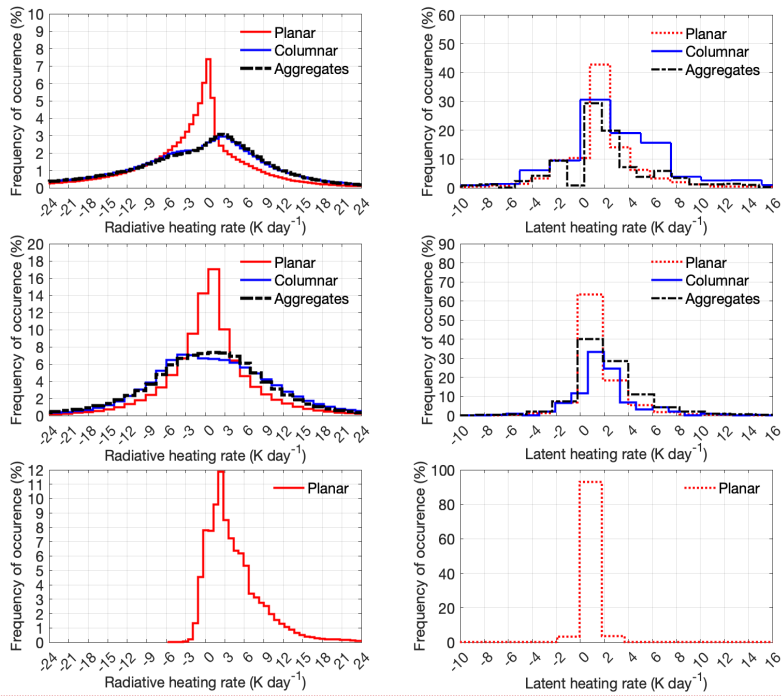 Frequency of occurence (%)
10
9
8
7
6
5
4
3
2
1
0
Planar
Columnar
Aggregates
-24 -21 -18 -15 -12 -9 -6 -3 0 3 6 9 12 15 18 21 24
Radiative heating rate (K day-1)
Frequency of occurence (%)
60
50
40
30
20
10
0
Planar
Columnar
Aggregates
-10 -8 -6 -4 -2 0 2 4 6 8 10 12 14 16
Latent heating rate (K day-1)
Frequency of occurence (%)
20
18
16
14
12
10
8
6
4
2
0
Planar
Columnar
Aggregates
-24 -21 -18 -15 -12 -9 -6 -3 0 3 6 9 12 15 18 21 24
Radiative heating rate (K day-1)
Frequency of occurence (%)
90
80
70
60
50
40
30
20
10
0
Planar
Columnar
Aggregates
-10 -8 -6 -4 -2 0 2 4 6 8 10 12 14 16
Latent heating rate (K day-1)
Frequency of occurence (%)
12
11
10
9
8
7
6
5
4
3
2
1
0
Planar
-24 -21 -18 -15 -12 -9 -6 -3 0 3 6 9 12 15 18 21 24
Radiative heating rate (K day-1)
Frequency of occurence (%)
100
80
60
40
20
0
Planar
-10 -8 -6 -4 -2 0 2 4 6 8 10 12 14 16
Latent heating rate (K day-1)